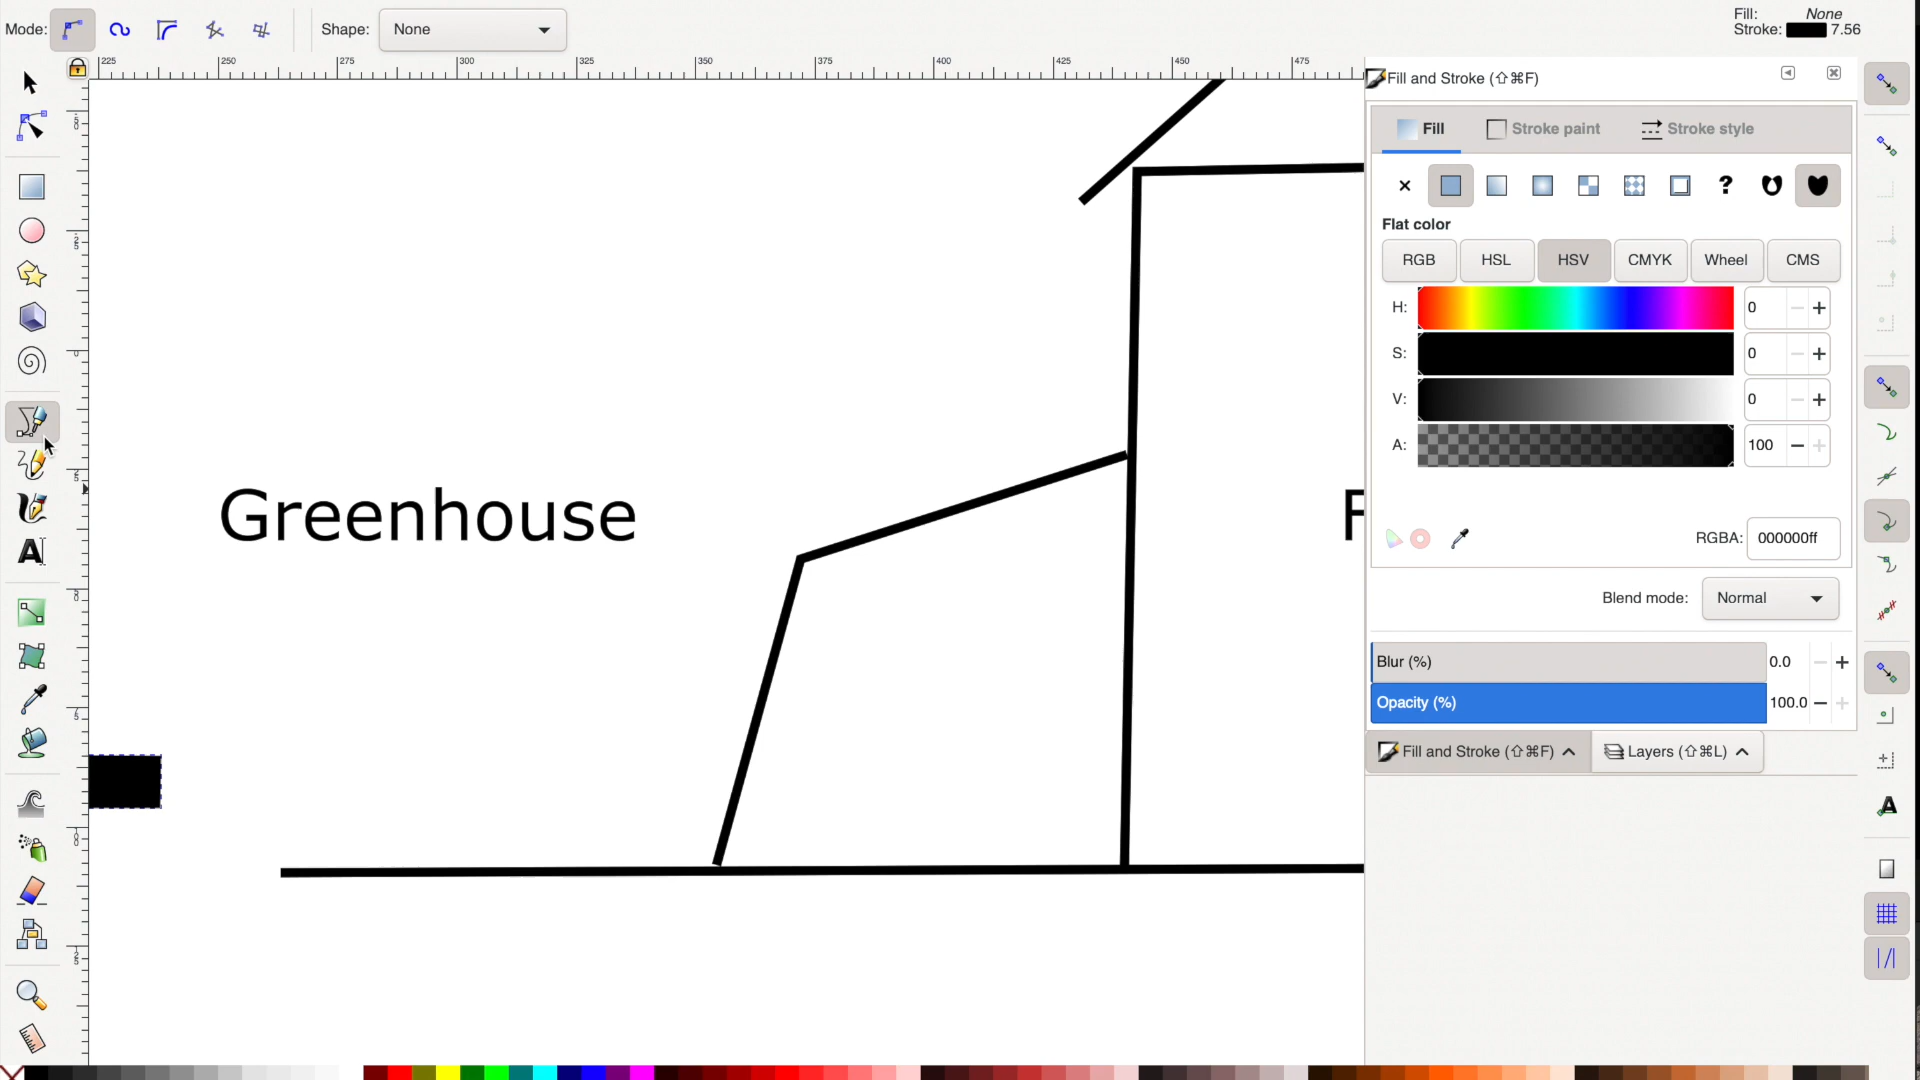 Mode:
Shape:
None
Fill: None
Stroke: 7.56
225
250
275
300
325
350
375
400
425
450
475
Fill and Stroke (⇧⌘F)
Fill
Stroke paint
Stroke style
Flat color
RGB
HSL
HSV
CMYK
Wheel
CMS
H: 0
S: 0
V: 0
A: 100
RGBA: 000000ff
Blend mode: Normal
Blur (%) 0.0
Opacity (%) 100.0
Fill and Stroke (⇧⌘F)
Layers (⇧⌘L)
Greenhouse